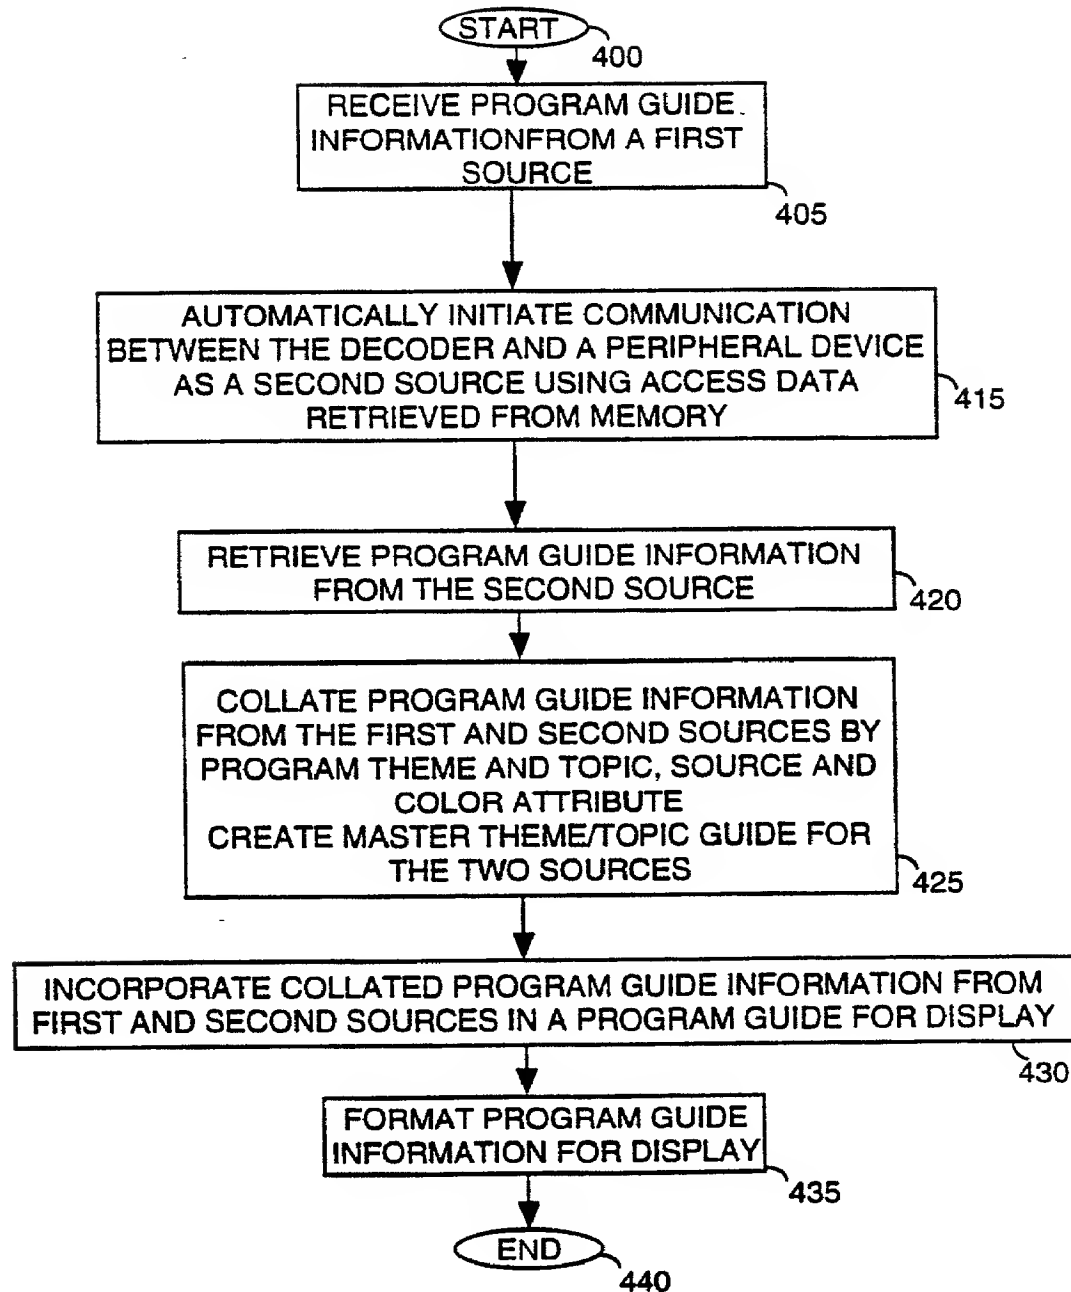 START
400
RECEIVE PROGRAM GUIDE
INFORMATIONFROM A FIRST
SOURCE
405
AUTOMATICALLY INITIATE COMMUNICATION
BETWEEN THE DECODER AND A PERIPHERAL DEVICE
AS A SECOND SOURCE USING ACCESS DATA
RETRIEVED FROM MEMORY
415
RETRIEVE PROGRAM GUIDE INFORMATION
FROM THE SECOND SOURCE
420
COLLATE PROGRAM GUIDE INFORMATION
FROM THE FIRST AND SECOND SOURCES BY
PROGRAM THEME AND TOPIC, SOURCE AND
COLOR ATTRIBUTE
CREATE MASTER THEME/TOPIC GUIDE FOR
THE TWO SOURCES
425
INCORPORATE COLLATED PROGRAM GUIDE INFORMATION FROM
FIRST AND SECOND SOURCES IN A PROGRAM GUIDE FOR DISPLAY
430
FORMAT PROGRAM GUIDE
INFORMATION FOR DISPLAY
435
END
440